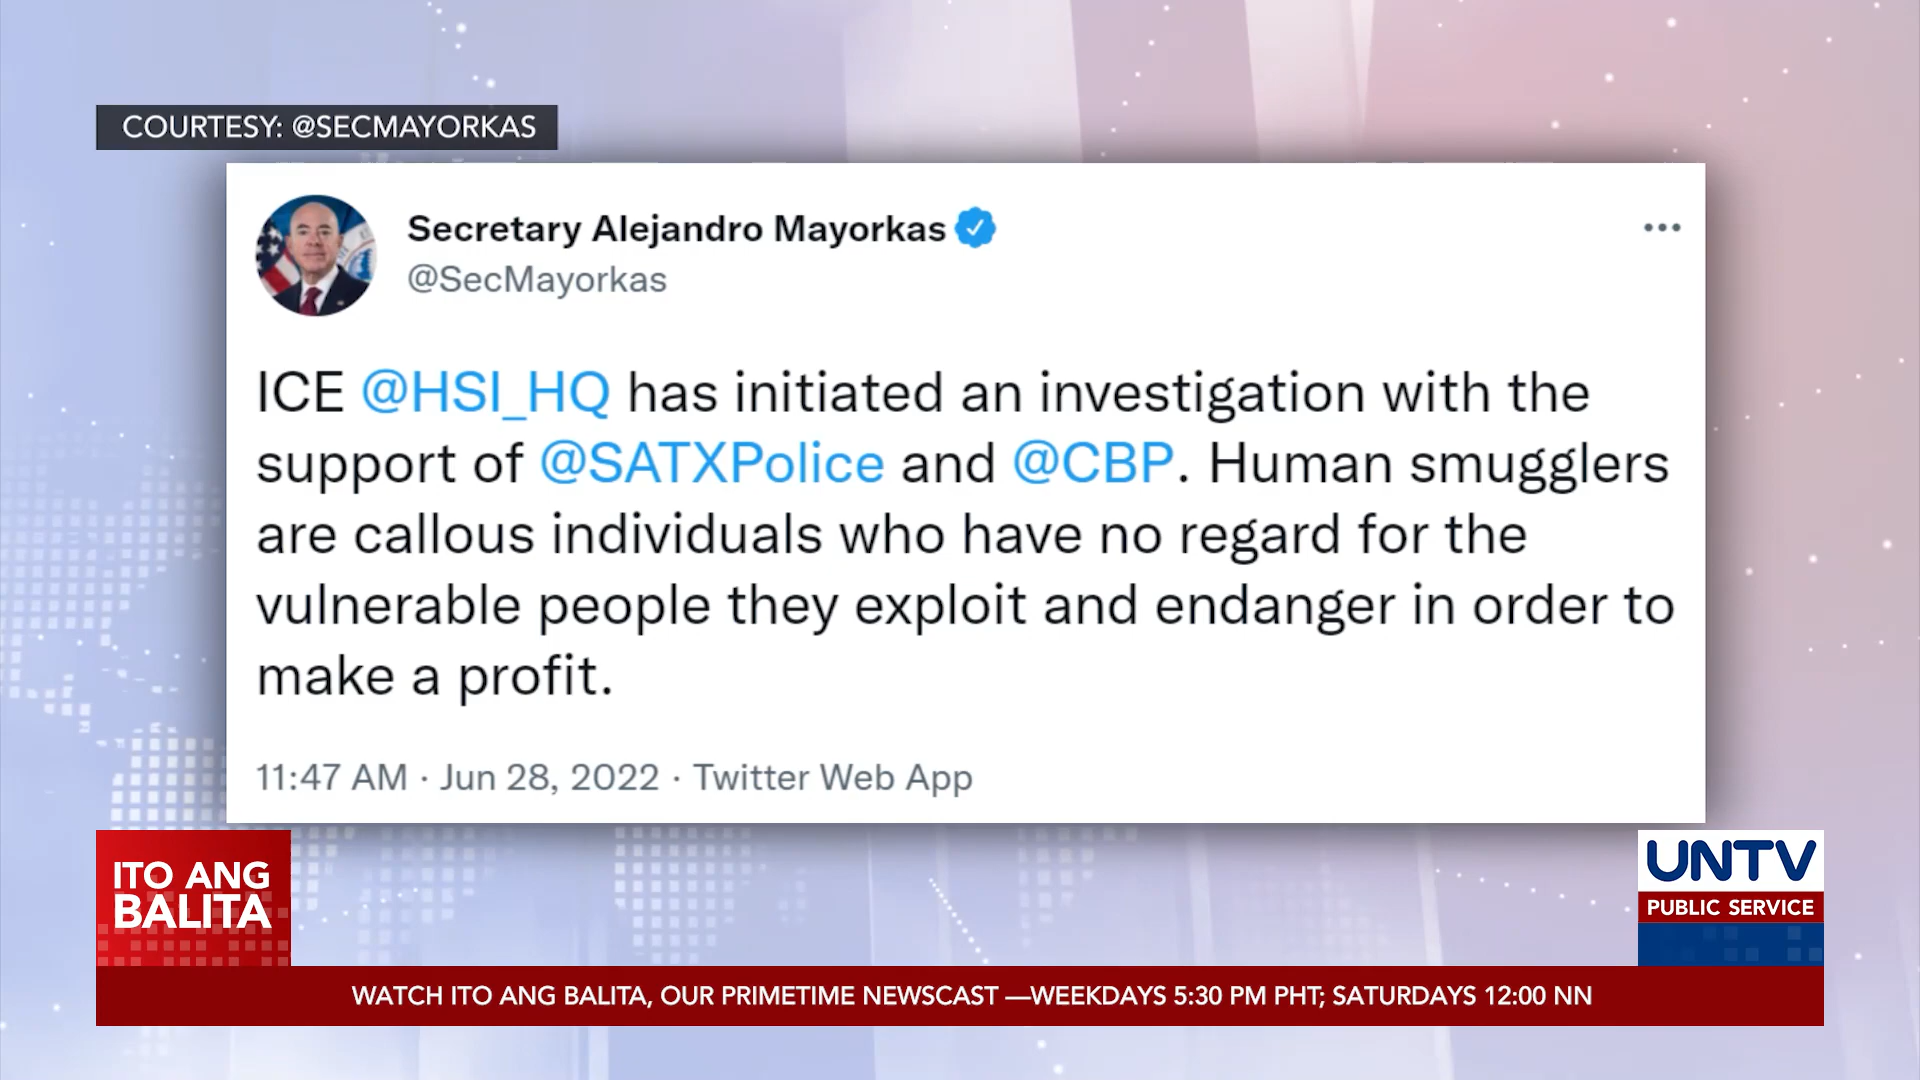 COURTESY: @SECMAYORKAS
Secretary Alejandro Mayorkas
@SecMayorkas
ICE @HSI_HQ has initiated an investigation with the
support of @SATXPolice and @CBP. Human smugglers
are callous individuals who have no regard for the
vulnerable people they exploit and endanger in order to
make a profit.
11:47 AM · Jun 28, 2022 · Twitter Web App
ITO ANG
BALITA
UNTV
PUBLIC SERVICE
WATCH ITO ANG BALITA, OUR PRIMETIME NEWSCAST —WEEKDAYS 5:30 PM PHT; SATURDAYS 12:00 NN